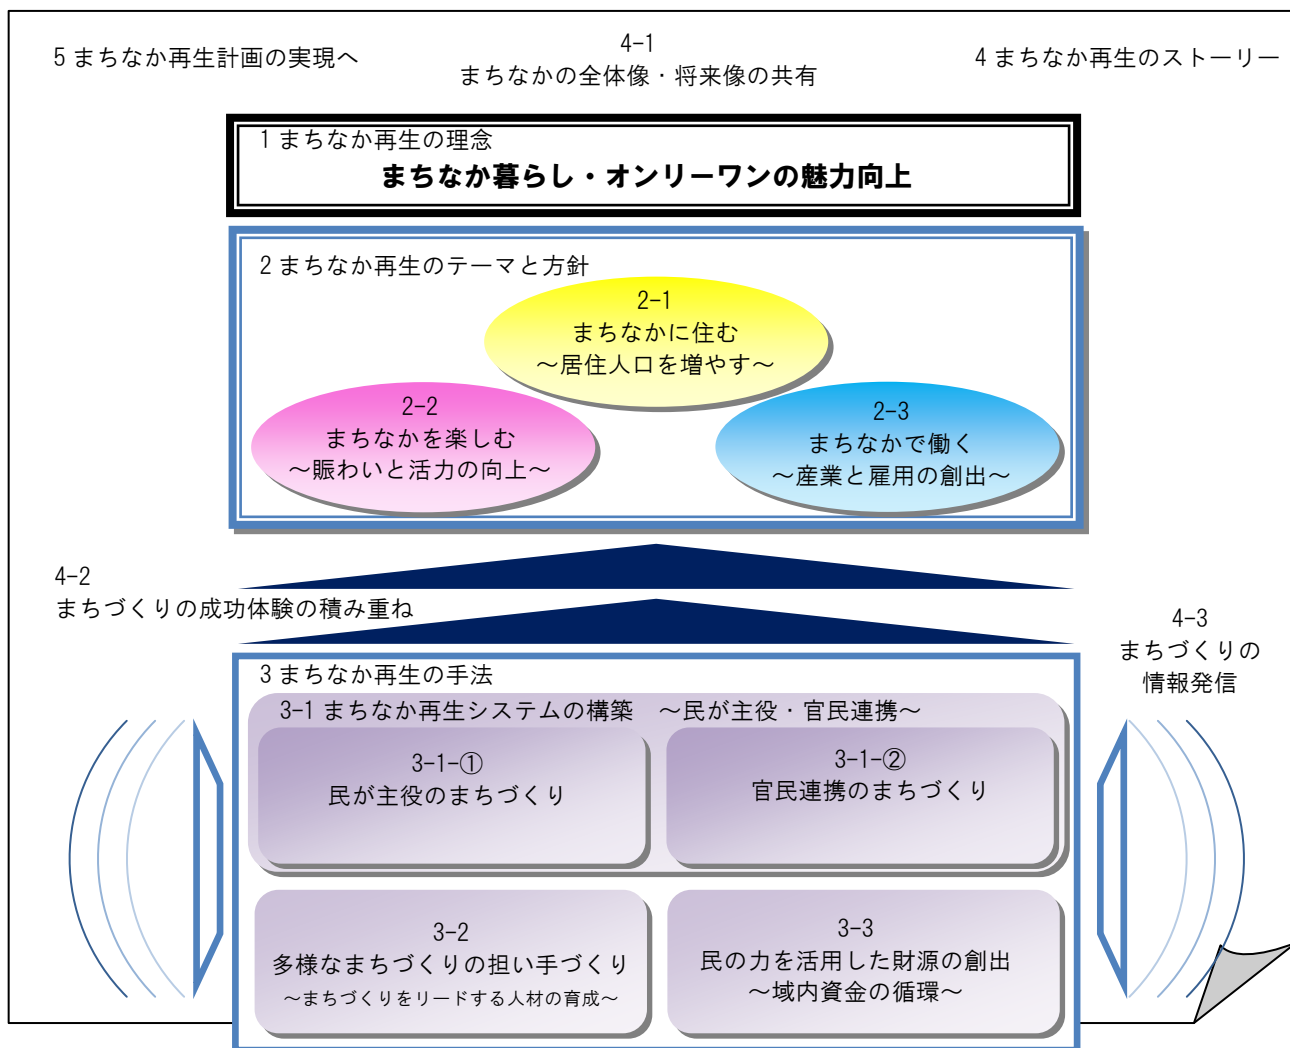 5 まちなか再生計画の実現へ
4-1
まちなかの全体像・将来像の共有
4 まちなか再生のストーリー
1 まちなか再生の理念
まちなか暮らし・オンリーワンの魅力向上
2 まちなか再生のテーマと方針
2-1
まちなかに住む
～居住人口を増やす～
2-2
まちなかを楽しむ
～賑わいと活力の向上～
2-3
まちなかで働く
～産業と雇用の創出～
4-2
まちづくりの成功体験の積み重ね
4-3
まちづくりの
情報発信
3 まちなか再生の手法
3-1 まちなか再生システムの構築　～民が主役・官民連携～
3-1-①
民が主役のまちづくり
3-1-②
官民連携のまちづくり
3-2
多様なまちづくりの担い手づくり
～まちづくりをリードする人材の育成～
3-3
民の力を活用した財源の創出
～域内資金の循環～